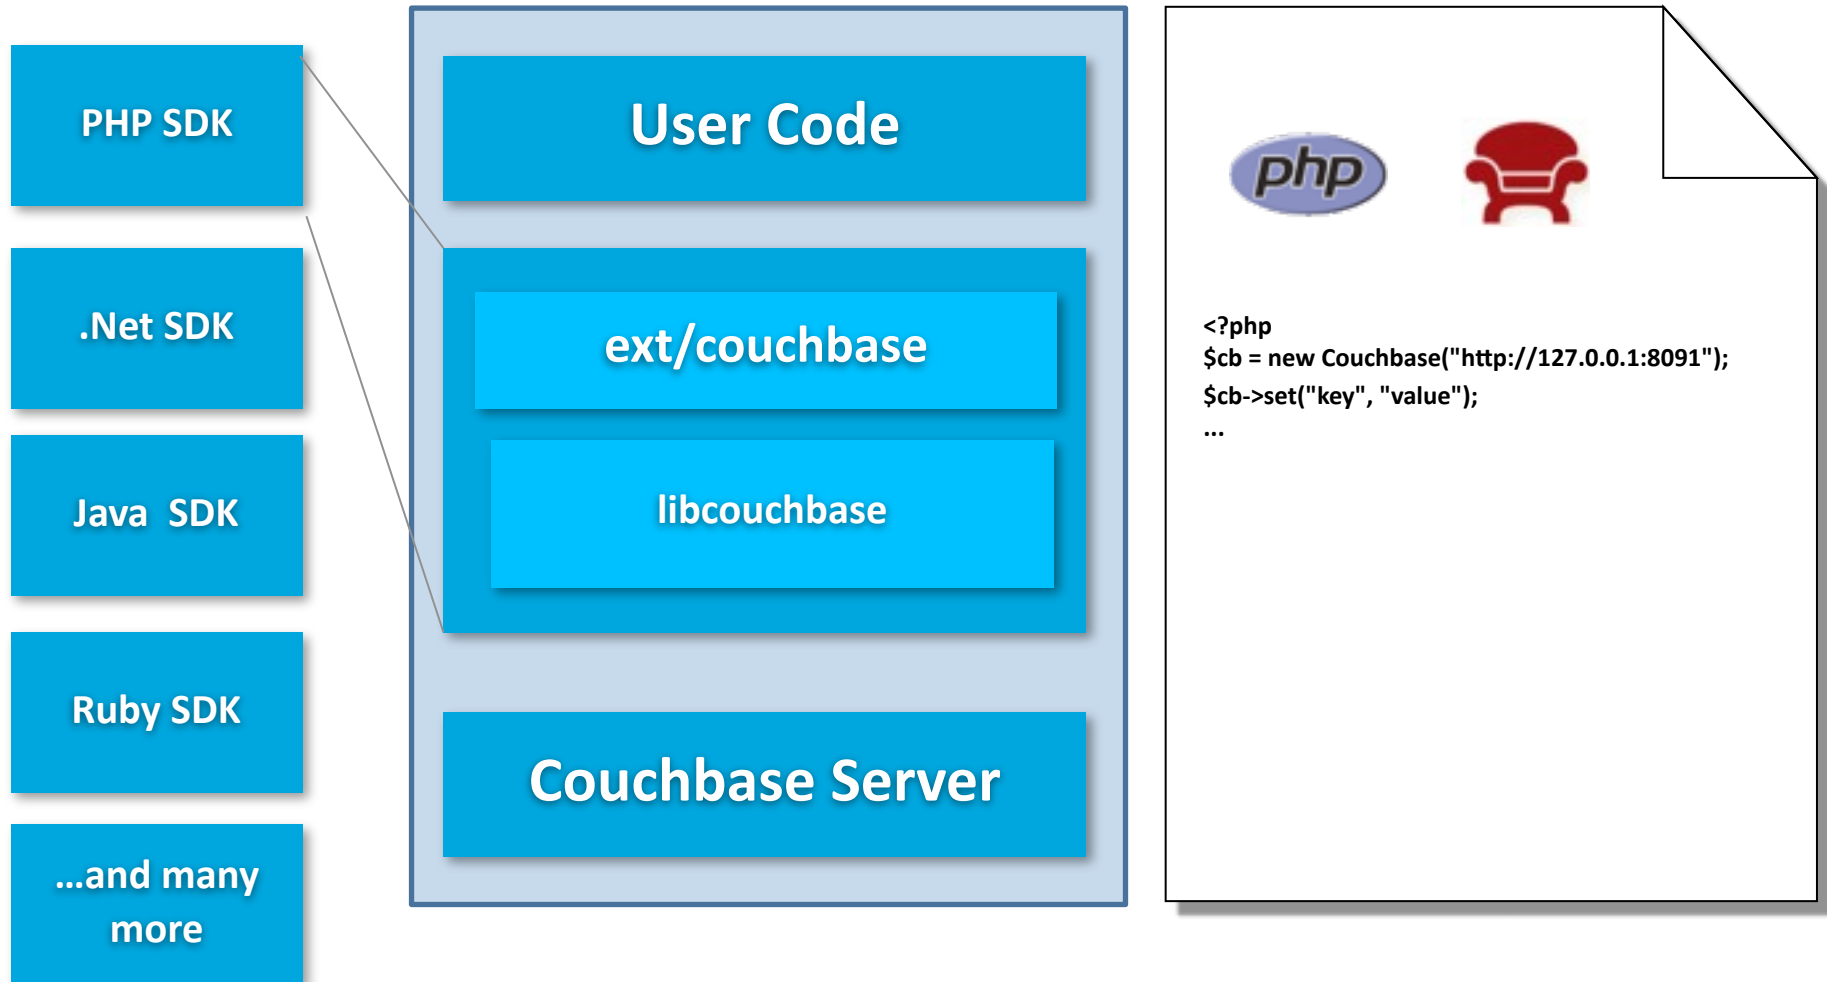 PHP SDK
.Net SDK
Java  SDK
Ruby SDK
...and many
more
User Code
ext/couchbase
libcouchbase
Couchbase Server
php
<?php
$cb = new Couchbase("http://127.0.0.1:8091");
$cb->set("key", "value");
...